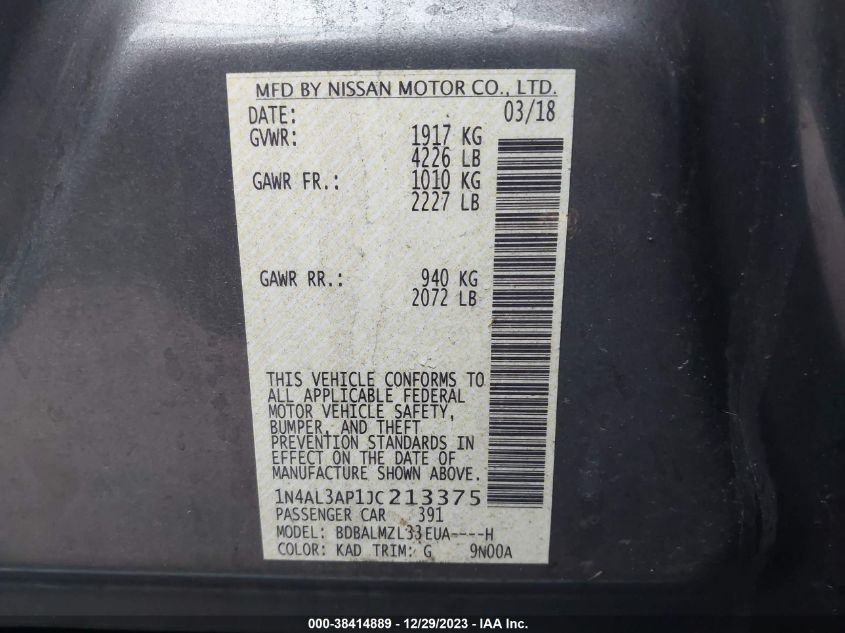 MFD BY NISSAN MOTOR CO., LTD.
DATE: 03/18
GVWR: 1917 KG
4226 LB
GAWR FR.: 1010 KG
2227 LB
GAWR RR.: 940 KG
2072 LB
THIS VEHICLE CONFORMS TO
ALL APPLICABLE FEDERAL
MOTOR VEHICLE SAFETY,
BUMPER, AND THEFT
PREVENTION STANDARDS IN
EFFECT ON THE DATE OF
MANUFACTURE SHOWN ABOVE.
1N4AL3AP1JC213375
PASSENGER CAR 391
MODEL: BDBALMZL33EUA----H
COLOR: KAD TRIM: G 9N00A
000-38414889 - 12/29/2023 - IAA Inc.